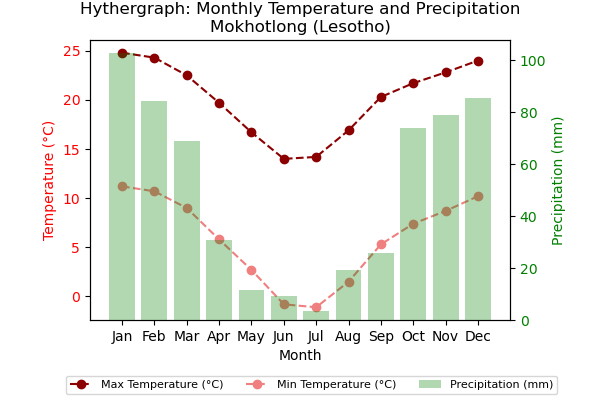 Hythergraph: Monthly Temperature and Precipitation
Mokhotlong (Lesotho)
Temperature (°C)
25
20
15
10
5
0
100
80
60
40
20
0
Precipitation (mm)
Jan Feb Mar Apr May Jun Jul Aug Sep Oct Nov Dec
Month
Max Temperature (°C) Min Temperature (°C) Precipitation (mm)